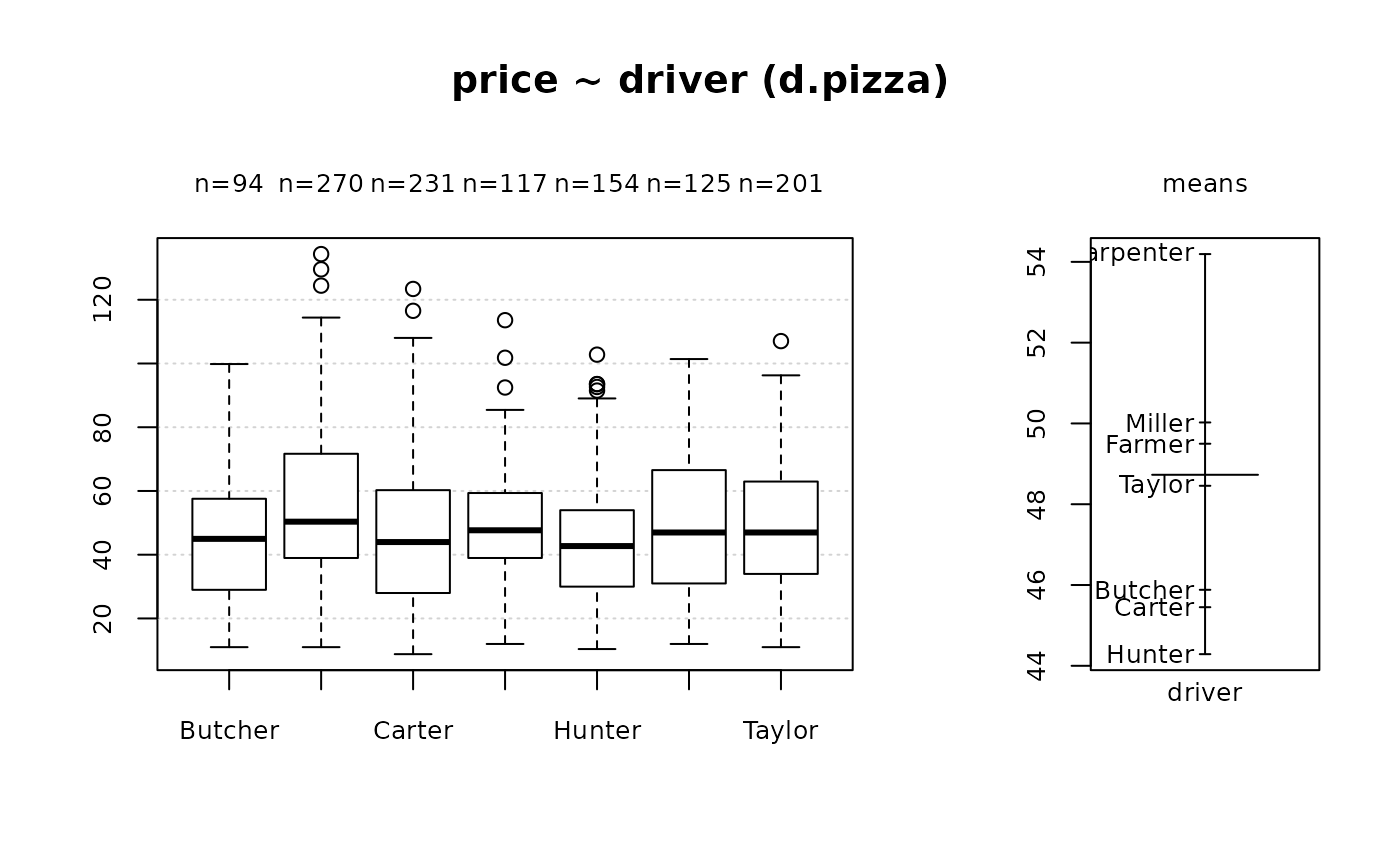 price ~ driver (d.pizza)
n=94 n=270 n=231 n=117 n=154 n=125 n=201
120
80
60
40
20
Butcher Carter Hunter Taylor
means
54
52
50
48
46
44
arpenter
Miller
Farmer
Taylor
Butcher
Carter
Hunter
driver